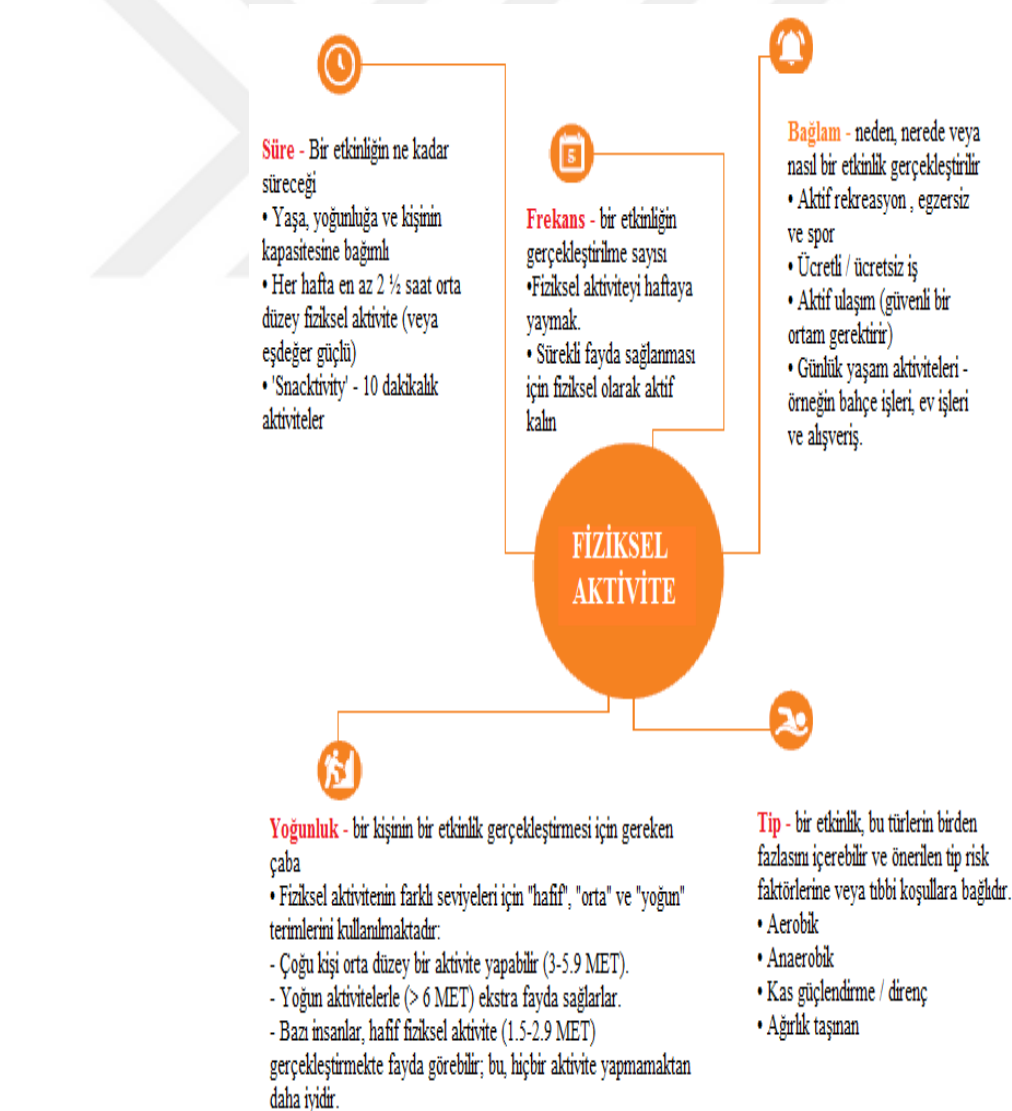 Süre - Bir etkinliğin ne kadar
süreceği
• Yaşa, yoğunluğa ve kişinin
kapasitesine bağımlı
• Her hafta en az 2 ½ saat orta
düzey fiziksel aktivite (veya
eşdeğer güçlü)
• 'Snacktivity' - 10 dakikalık
aktiviteler
5
Frekans - bir etkinliğin
gerçekleştirilme sayısı
•Fiziksel aktiviteyi haftaya
yaymak.
• Sürekli fayda sağlanması
için fiziksel olarak aktif
kalın
Bağlam - neden, nerede veya
nasıl bir etkinlik gerçekleştirilir
• Aktif rekreasyon , egzersiz
ve spor
• Ücretli / ücretsiz iş
• Aktif ulaşım (güvenli bir
ortam gerektirir)
• Günlük yaşam aktiviteleri -
örneğin bahçe işleri, ev işleri
ve alışveriş.
FİZİKSEL
AKTİVİTE
Yoğunluk - bir kişinin bir etkinlik gerçekleştirmesi için gereken
çaba
• Fiziksel aktivitenin farklı seviyeleri için "hafif", "orta" ve "yoğun"
terimlerini kullanılmaktadır:
- Çoğu kişi orta düzey bir aktivite yapabilir (3-5.9 MET).
- Yoğun aktivitelerle (> 6 MET) ekstra fayda sağlarlar.
- Bazı insanlar, hafif fiziksel aktivite (1.5-2.9 MET)
gerçekleştirmekte fayda görebilir; bu, hiçbir aktivite yapmamaktan
daha iyidir.
Tip - bir etkinlik, bu türlerin birden
fazlasını içerebilir ve önerilen tip risk
faktörlerine veya tıbbi koşullara bağlıdır.
• Aerobik
• Anaerobik
• Kas güçlendirme / direnç
• Ağırlık taşınan